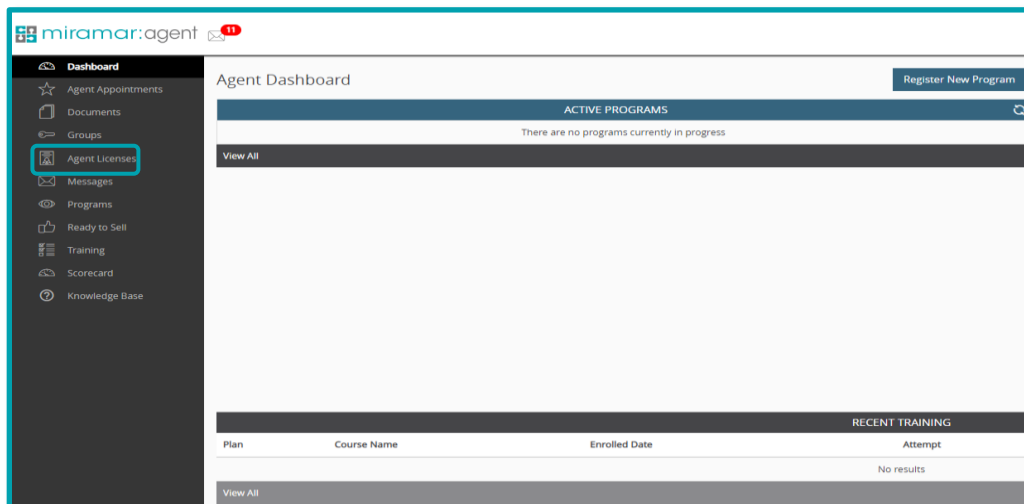 miramar:agent 11
Dashboard
Agent Appointments
Documents
Groups
Agent Licenses
Messages
Programs
Ready to Sell
Training
Scorecard
Knowledge Base
Agent Dashboard
Register New Program
ACTIVE PROGRAMS
There are no programs currently in progress
View All
RECENT TRAINING
Plan Course Name Enrolled Date Attempt
No results
View All